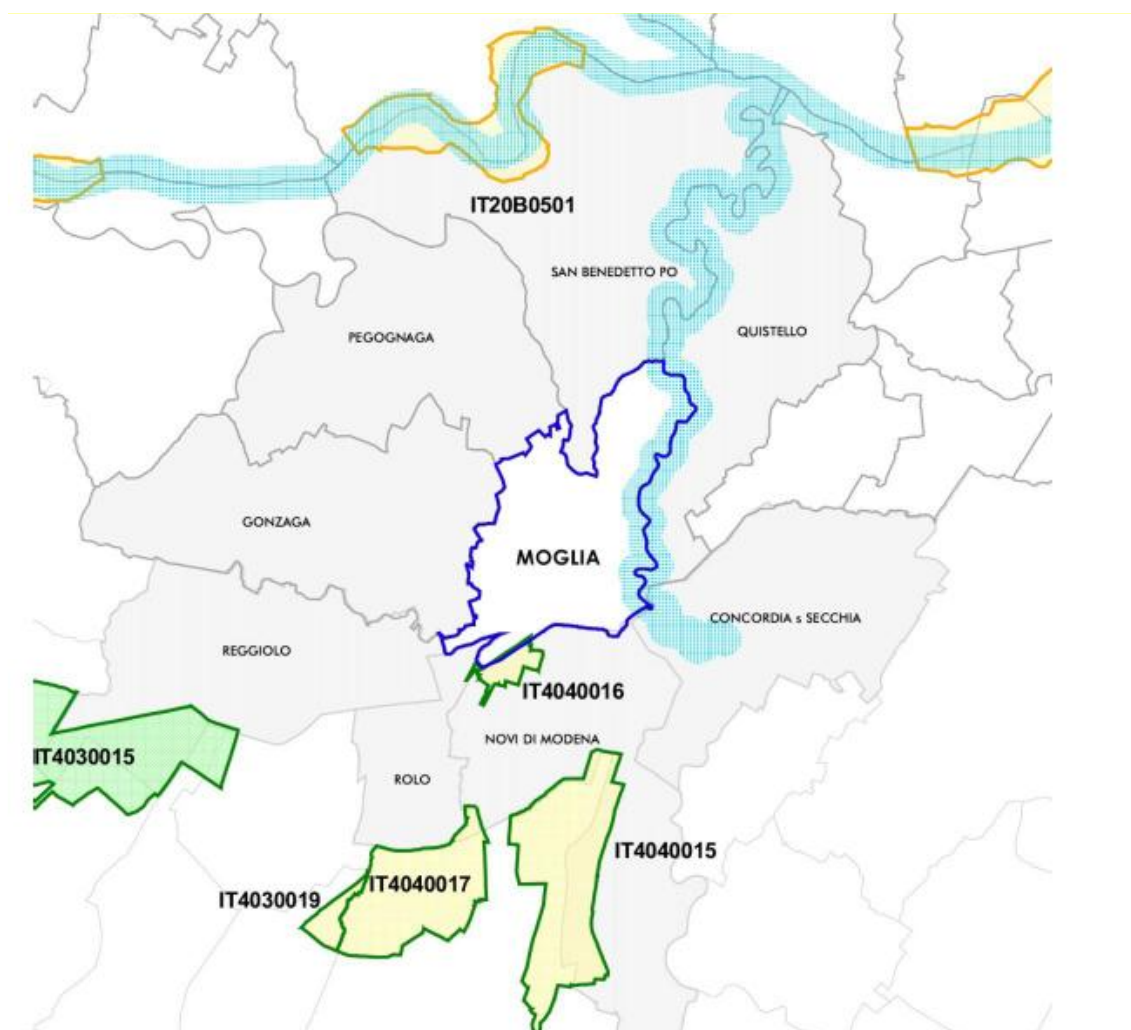 IT20B0501
SAN BENEDETTO PO
QUISTELLO
PEGOGNAGA
GONZAGA
MOGLIA
CONCORDIA s SECCHIA
REGGIOLO
IT4040016
NOVI DI MODENA
IT4030015
ROLO
IT4040015
IT4040017
IT4030019